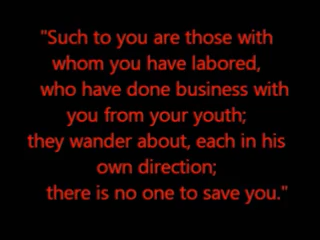 "Such to you are those with
whom you have labored,
who have done business with
you from your youth;
they wander about, each in his
own direction;
there is no one to save you."